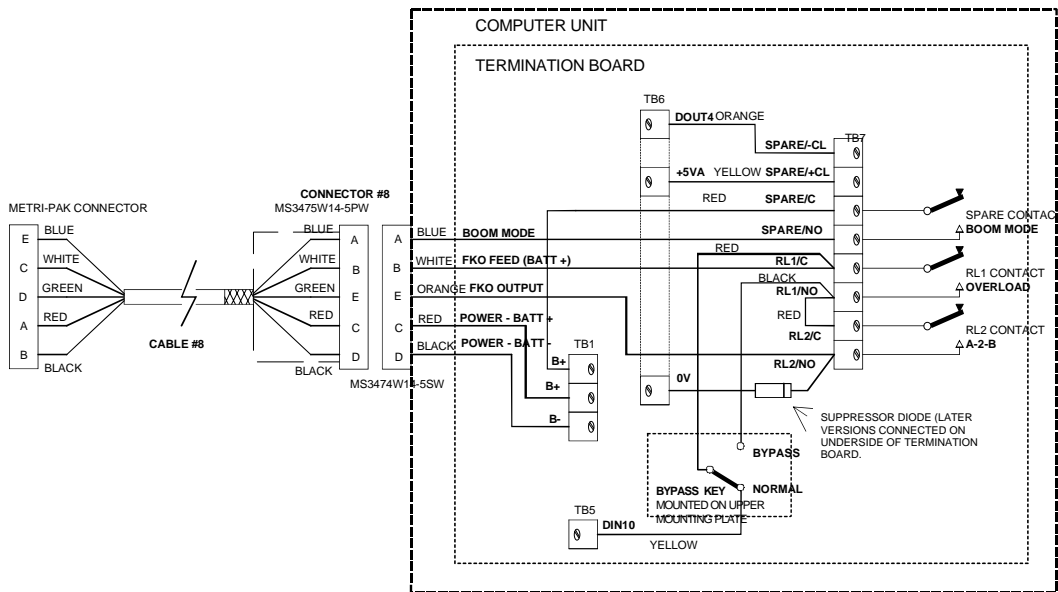 COMPUTER UNIT
TERMINATION BOARD
TB6
DOUT4 ORANGE
TB7
SPARE/-CL
+5VA YELLOW SPARE/+CL
RED SPARE/C
SPARE CONTAC
BOOM MODE
CONNECTOR #8
MS3475W14-5PW
METRI-PAK CONNECTOR
E BLUE
BLUE A
A BLUE BOOM MODE
SPARE/NO
RED
C WHITE
WHITE B
B WHITE FKO FEED (BATT +)
RL1/C
RL1 CONTACT
OVERLOAD
BLACK
D GREEN
GREEN E
E ORANGE FKO OUTPUT
RL1/NO
RED
A RED
RED C
C RED POWER - BATT +
RL2/C
RL2 CONTACT
A-2-B
B BLACK
BLACK D
D BLACK POWER - BATT -
CABLE #8
MS3474W14-5SW
TB1
B+
B+
B-
RL2/NO
0V
SUPPRESSOR DIODE (LATER
VERSIONS CONNECTED ON
UNDERSIDE OF TERMINATION
BOARD.
BYPASS
NORMAL
BYPASS KEY
MOUNTED ON UPPER
MOUNTING PLATE
TB5
DIN10
YELLOW